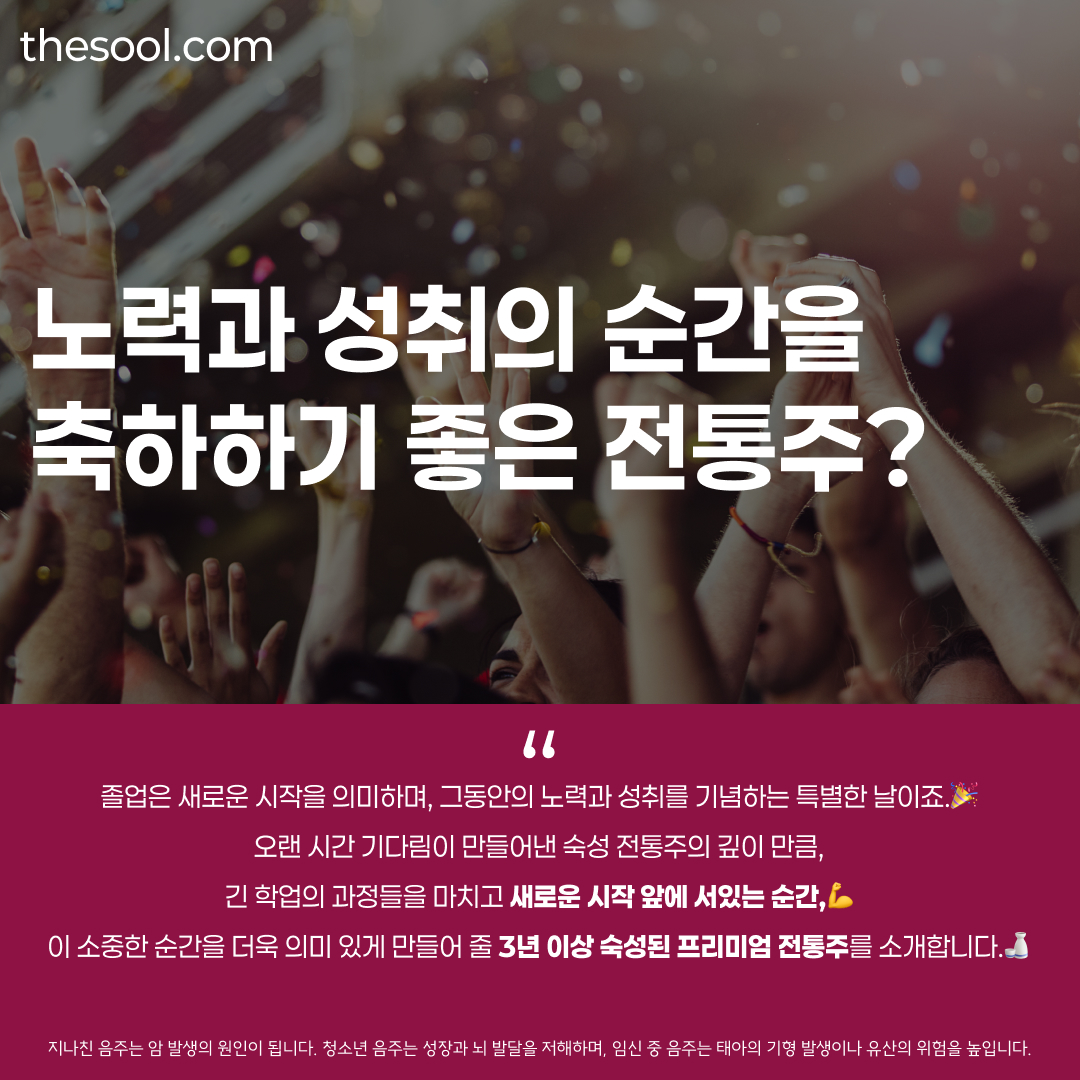 thesool.com
노력과 성취의 순간을
축하하기 좋은 전통주?
“
졸업은 새로운 시작을 의미하며, 그동안의 노력과 성취를 기념하는 특별한 날이죠.🎉
오랜 시간 기다림이 만들어낸 숙성 전통주의 깊이 만큼,
긴 학업의 과정들을 마치고 새로운 시작 앞에 서있는 순간,💪
이 소중한 순간을 더욱 의미 있게 만들어 줄 3년 이상 숙성된 프리미엄 전통주를 소개합니다.🍶
지나친 음주는 암 발생의 원인이 됩니다. 청소년 음주는 성장과 뇌 발달을 저해하며, 임신 중 음주는 태아의 기형 발생이나 유산의 위험을 높입니다.